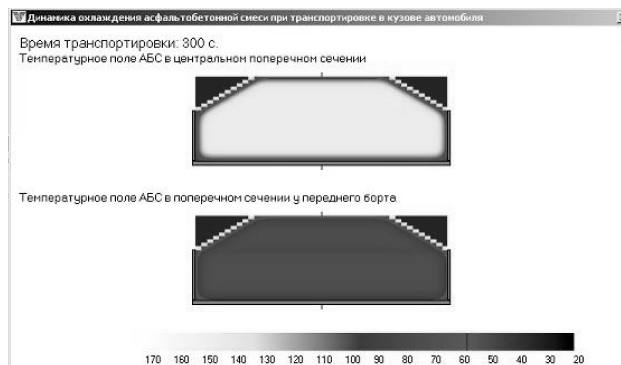 Динамика охлаждения асфальтобетонной смеси при транспортировке в кузове автомобиля
Время транспортировки: 300 с.
Температурное поле АБС в центральном поперечном сечении
Температурное поле АБС в поперечном сечении у переднего борта
170 160 150 140 130 120 110 100 90 80 70 60 50 40 30 20